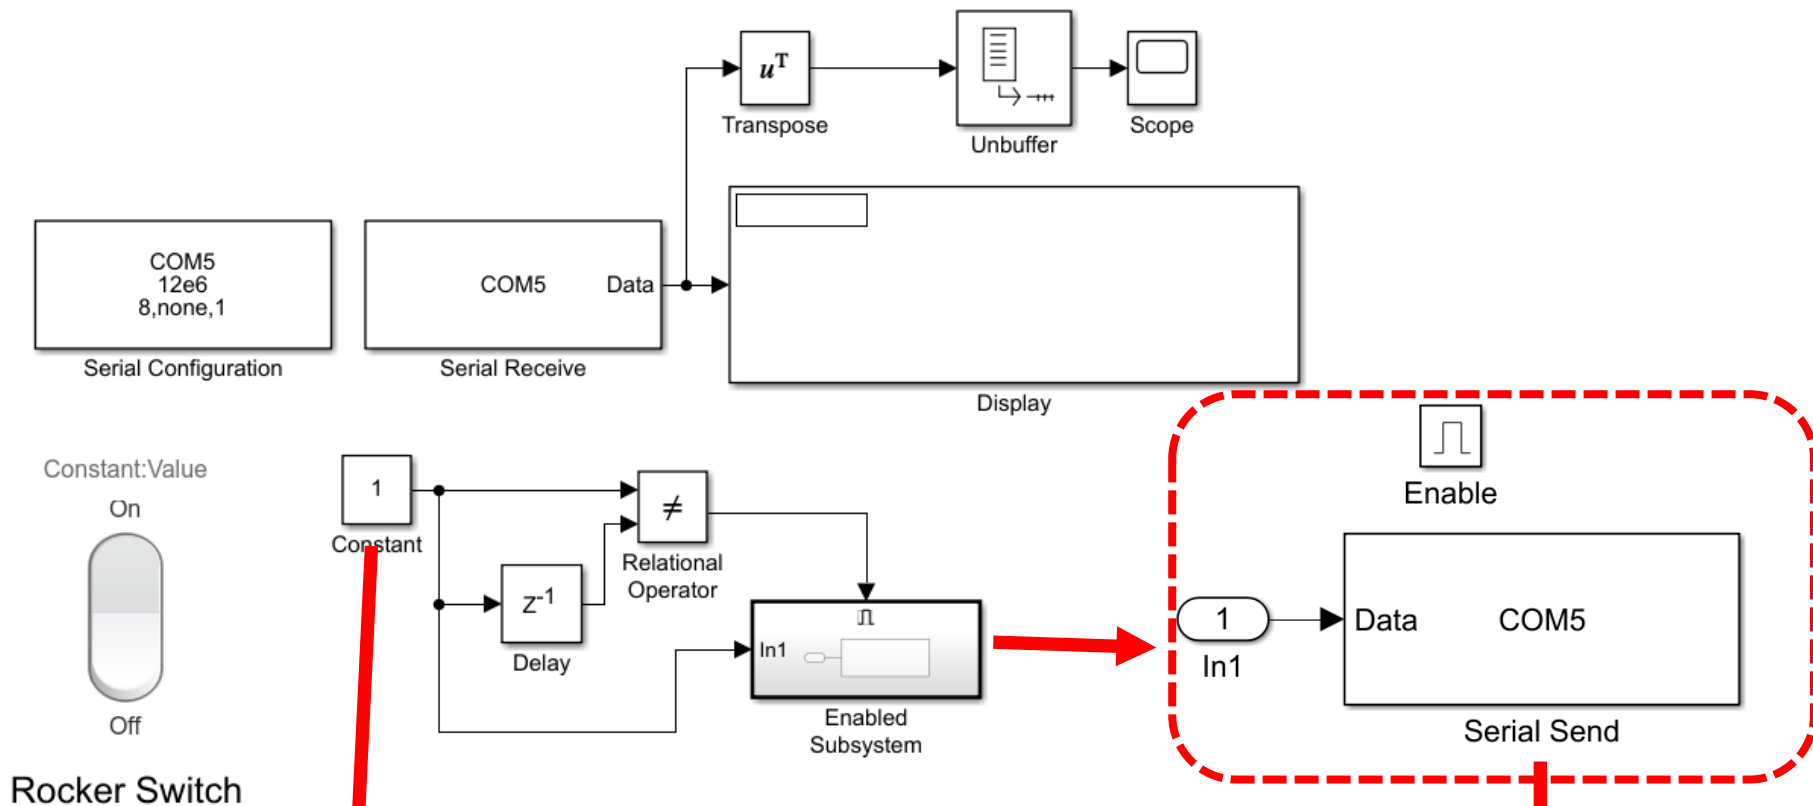 u^T
Transpose
Unbuffer
Scope
COM5
12e6
8,none,1
Serial Configuration
COM5
Data
Serial Receive
Display
Constant:Value
On
Off
Rocker Switch
1
Constant
≠
Relational
Operator
Z^-1
Delay
In1
Enabled
Subsystem
Enable
1
In1
Data
COM5
Serial Send